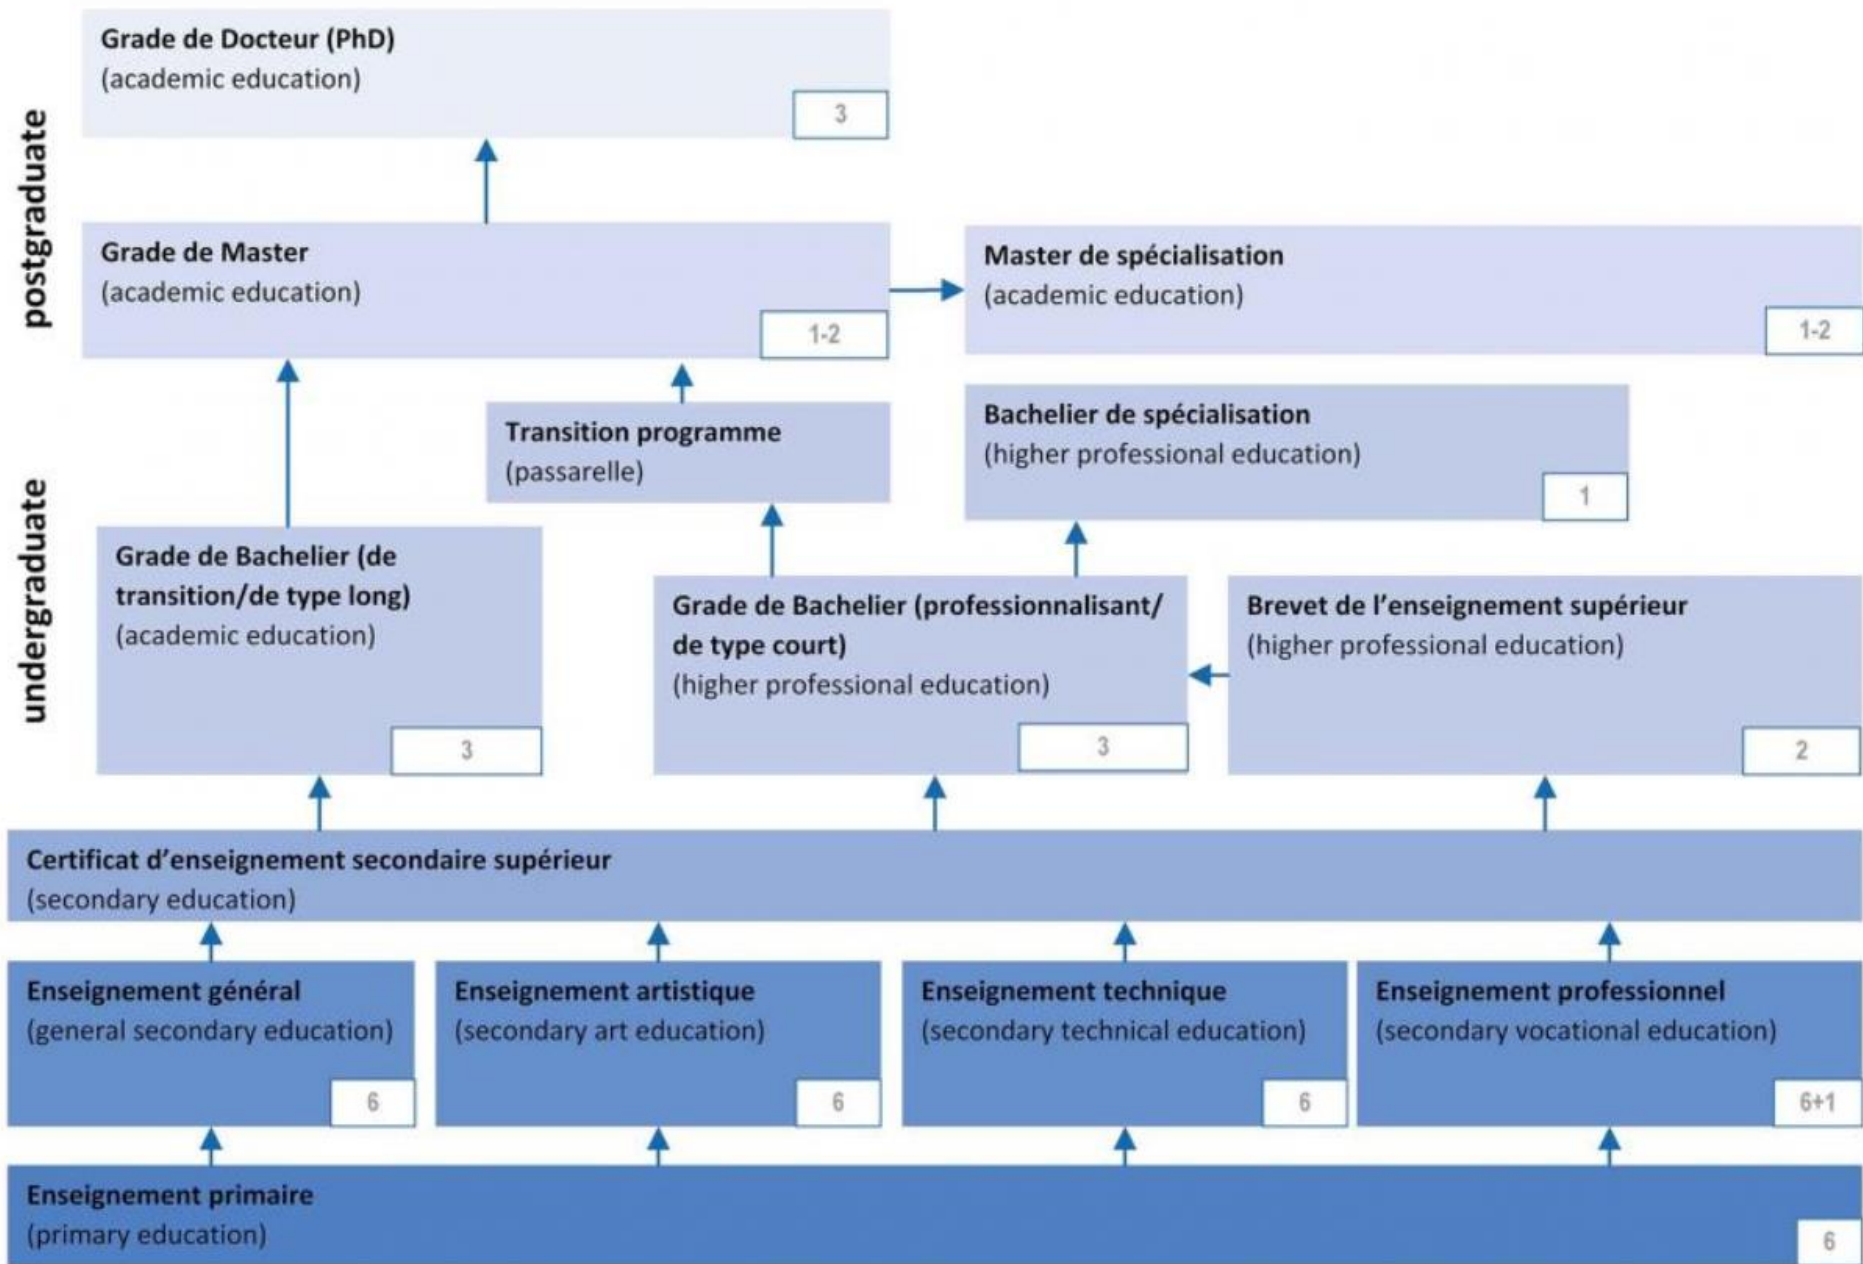 postgraduate
Grade de Docteur (PhD)
(academic education)
3
Grade de Master
(academic education)
1-2
Master de spécialisation
(academic education)
1-2
Transition programme
(passarelle)
Bachelier de spécialisation
(higher professional education)
1
undergraduate
Grade de Bachelier (de
transition/de type long)
(academic education)
3
Grade de Bachelier (professionnalisant/
de type court)
(higher professional education)
3
Brevet de l’enseignement supérieur
(higher professional education)
2
Certificat d’enseignement secondaire supérieur
(secondary education)
Enseignement général
(general secondary education)
6
Enseignement artistique
(secondary art education)
6
Enseignement technique
(secondary technical education)
6
Enseignement professionnel
(secondary vocational education)
6+1
Enseignement primaire
(primary education)
6